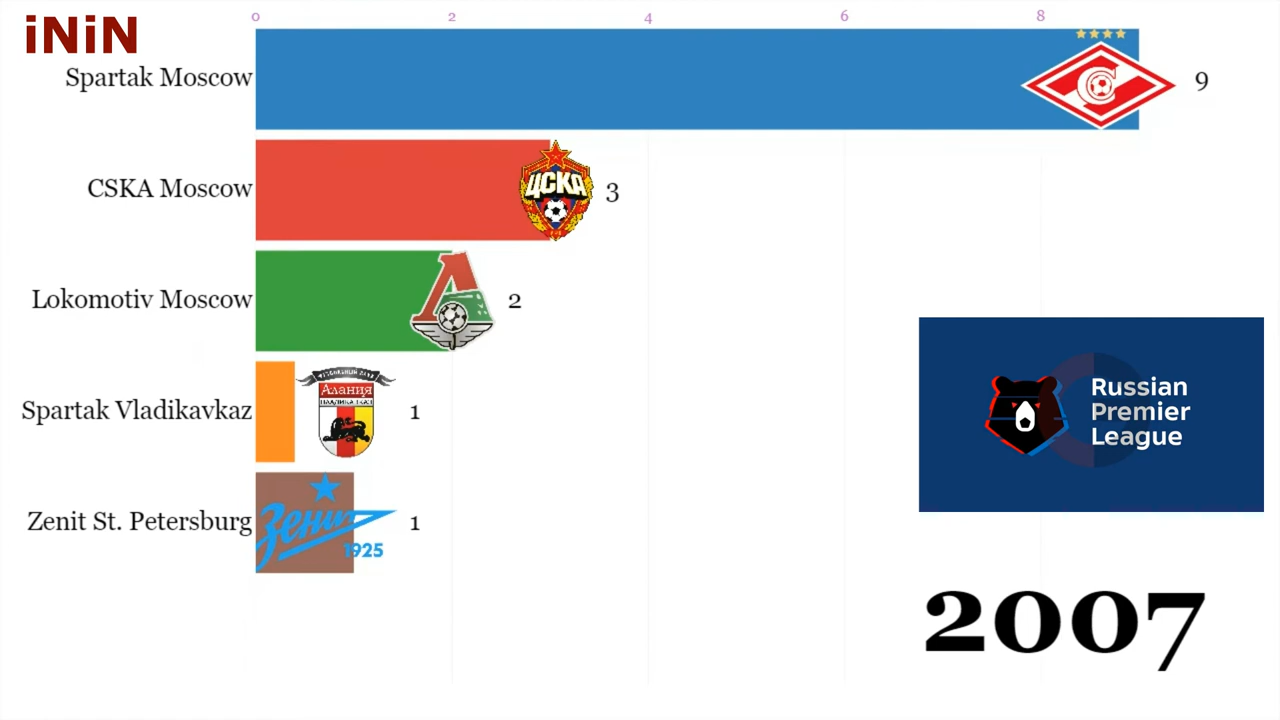 iNiN
0 2 4 6 8
Spartak Moscow 9
CSKA Moscow ЦСКА 3
Lokomotiv Moscow 2
Spartak Vladikavkaz Алания 1
Zenit St. Petersburg Зенит 1925 1
Russian
Premier
League
2007